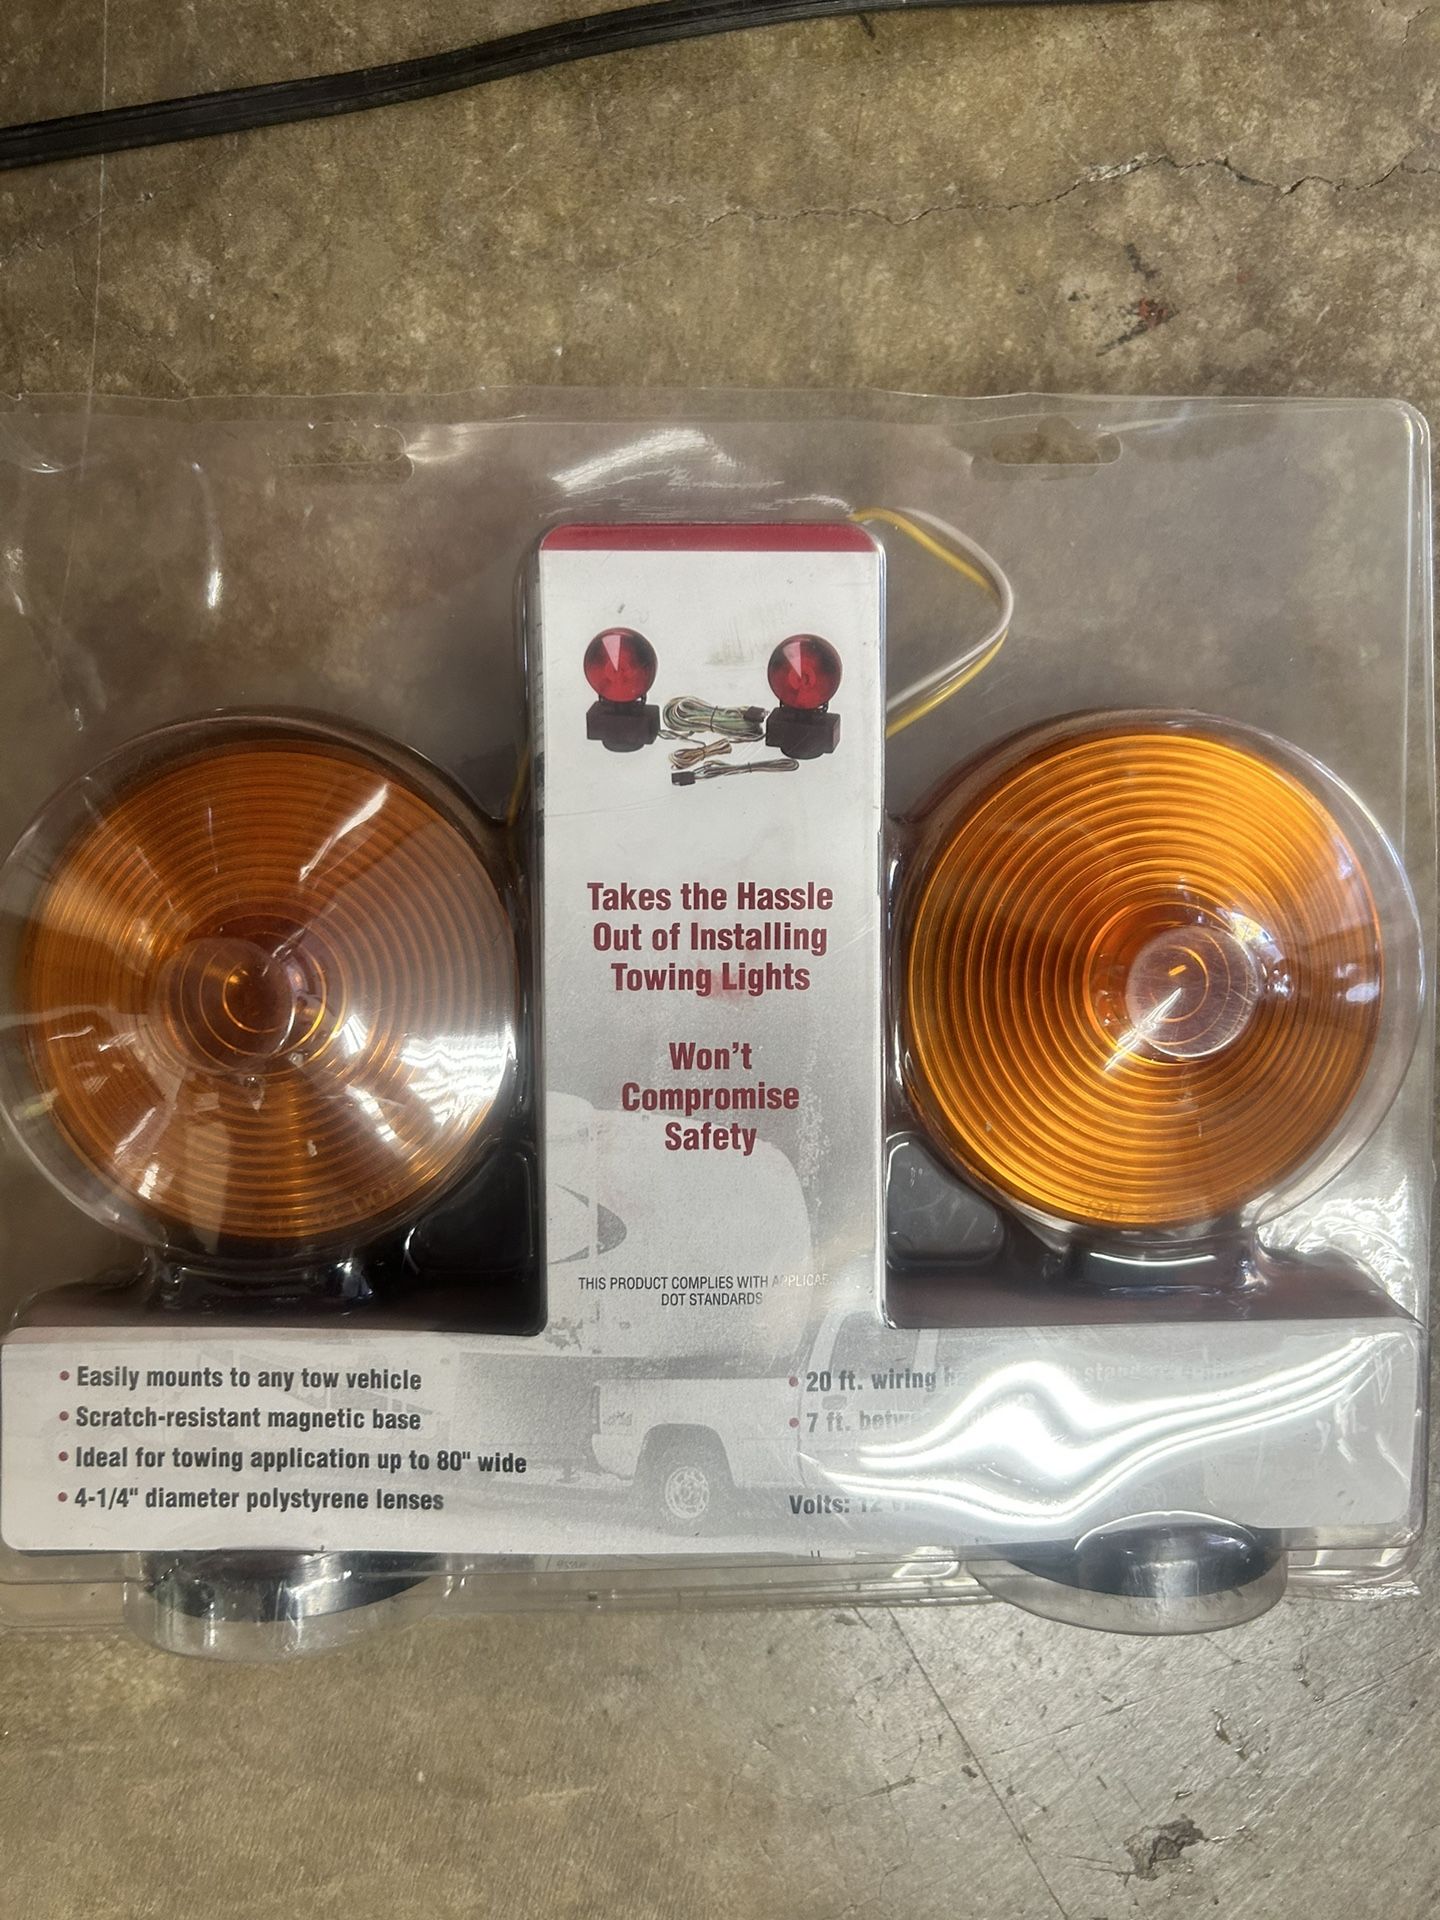 Takes the Hassle
Out of Installing
Towing Lights
Won't
Compromise
Safety
THIS PRODUCT COMPLIES WITH
DOT STANDARDS
• Easily mounts to any tow vehicle
• Scratch-resistant magnetic base
• Ideal for towing application up to 80" wide
• 4-1/4" diameter polystyrene lenses
• 20 ft. wiring
• 7 ft.
Volts: 12
DOT